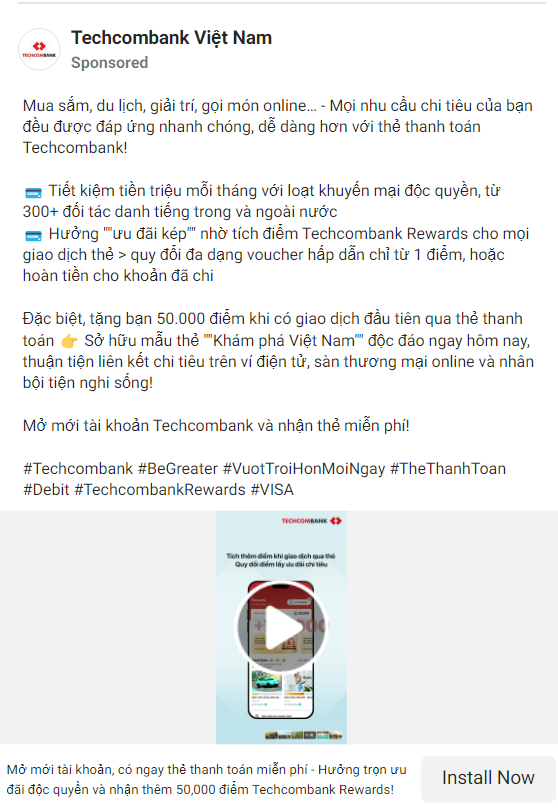 Techcombank Việt Nam
TECHCOMBANK
Sponsored
Mua sắm, du lịch, giải trí, gọi món online… - Mọi nhu cầu chi tiêu của bạn
đều được đáp ứng nhanh chóng, dễ dàng hơn với thẻ thanh toán
Techcombank!
💳 Tiết kiệm tiền triệu mỗi tháng với loạt khuyến mại độc quyền, từ
300+ đối tác danh tiếng trong và ngoài nước
💳 Hưởng ""ưu đãi kép"" nhờ tích điểm Techcombank Rewards cho mọi
giao dịch thẻ > quy đổi đa dạng voucher hấp dẫn chỉ từ 1 điểm, hoặc
hoàn tiền cho khoản đã chi
Đặc biệt, tặng bạn 50.000 điểm khi có giao dịch đầu tiên qua thẻ thanh
toán 👉 Sở hữu mẫu thẻ ""Khám phá Việt Nam"" độc đáo ngay hôm nay,
thuận tiện liên kết chi tiêu trên ví điện tử, sàn thương mại online và nhân
bội tiện nghi sống!
Mở mới tài khoản Techcombank và nhận thẻ miễn phí!
#Techcombank #BeGreater #VuotTroiHonMoiNgay #TheThanhToan
#Debit #TechcombankRewards #VISA
TECHCOMBANK
Tích thêm điểm khi giao dịch qua thẻ
Quy đổi điểm lấy ưu đãi chi tiêu
Mở mới tài khoản, có ngay thẻ thanh toán miễn phí - Hưởng trọn ưu
đãi độc quyền và nhận thêm 50,000 điểm Techcombank Rewards!
Install Now